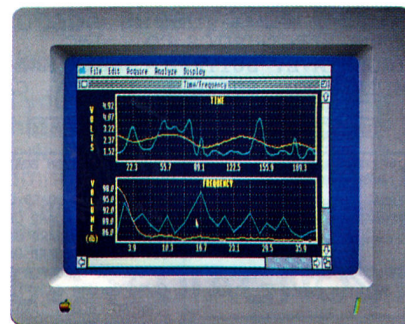 File Edit Acquire Analyze Display
Time/Frequency
TIME
VOLTS
4.92
4.07
3.22
2.37
1.52
22.3 55.7 89.1 122.5 155.9 189.3
FREQUENCY
VOLUME
(db)
98.0
95.0
92.0
89.0
86.0
3.9 10.3 16.7 22.1 29.5 35.9